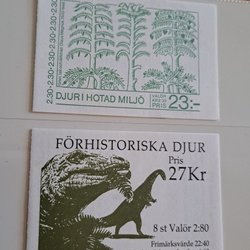 2.30·2.30·2.30·2.30·2.30
DJUR I HOTAD MILJÖ
PRIS 23:-
FÖRHISTORISKA DJUR
Pris
27Kr
8 st Valör 2:80
Frimärksvärde 22:40